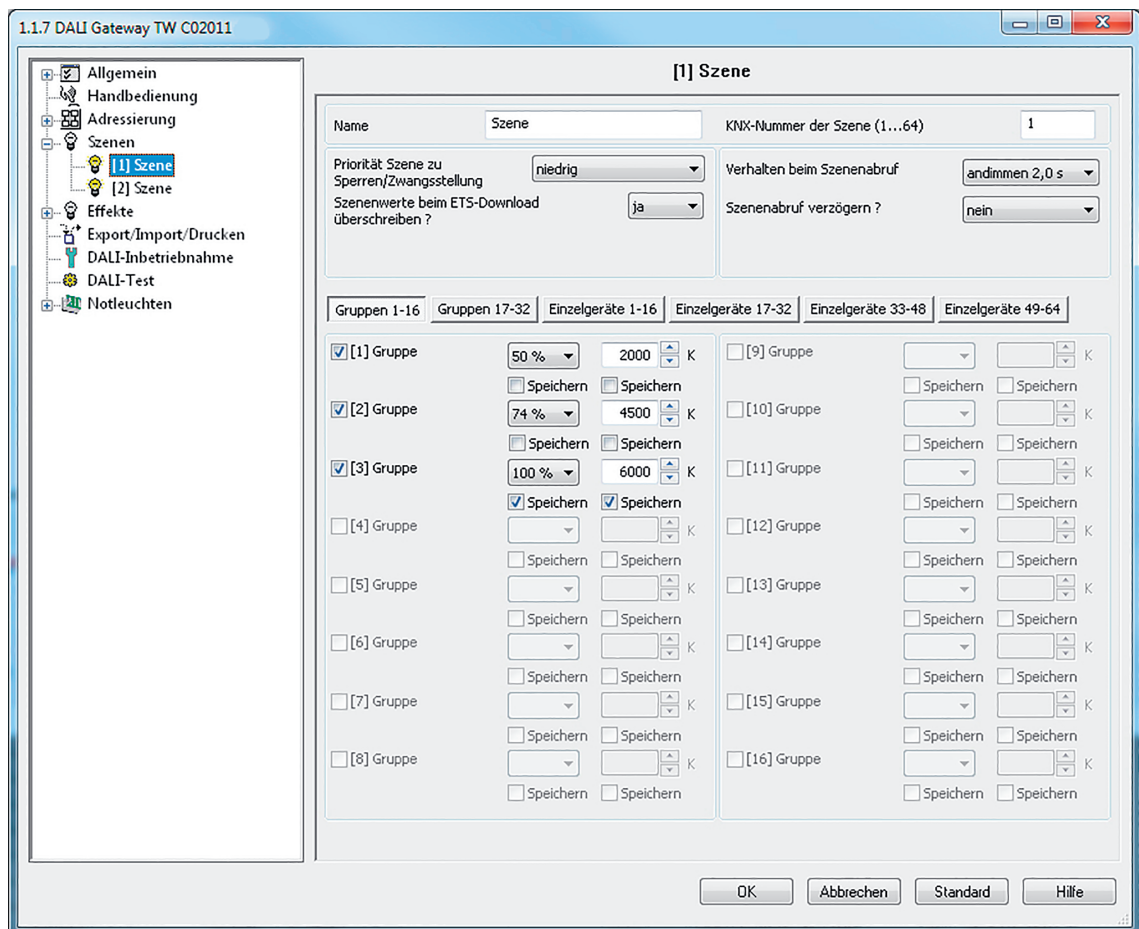 1.1.7 DALI Gateway TW C02011
Allgemein
Handbedienung
Adressierung
Szenen
[1] Szene
[2] Szene
Effekte
Export/Import/Drucken
DALI-Inbetriebnahme
DALI-Test
Notleuchten
[1] Szene
Name Szene KNX-Nummer der Szene (1...64) 1
Priorität Szene zu Sperren/Zwangsstellung niedrig
Verhalten beim Szenenabruf andimmen 2,0 s
Szenenwerte beim ETS-Download überschreiben ? ja
Szenenabruf verzögern ? nein
Gruppen 1-16 Gruppen 17-32 Einzelgeräte 1-16 Einzelgeräte 17-32 Einzelgeräte 33-48 Einzelgeräte 49-64
[1] Gruppe 50 % 2000 K
Speichern Speichern
[2] Gruppe 74 % 4500 K
Speichern Speichern
[3] Gruppe 100 % 6000 K
Speichern Speichern
[4] Gruppe K
Speichern Speichern
[5] Gruppe K
Speichern Speichern
[6] Gruppe K
Speichern Speichern
[7] Gruppe K
Speichern Speichern
[8] Gruppe K
Speichern Speichern
[9] Gruppe K
Speichern Speichern
[10] Gruppe K
Speichern Speichern
[11] Gruppe K
Speichern Speichern
[12] Gruppe K
Speichern Speichern
[13] Gruppe K
Speichern Speichern
[14] Gruppe K
Speichern Speichern
[15] Gruppe K
Speichern Speichern
[16] Gruppe K
Speichern Speichern
OK Abbrechen Standard Hilfe